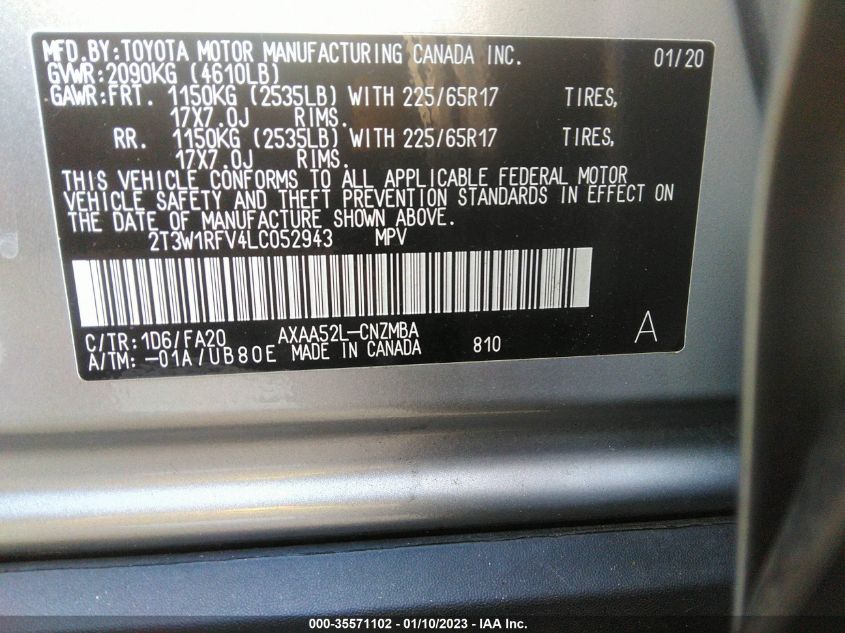 MFD.BY:TOYOTA MOTOR MANUFACTURING CANADA INC. 01/20
GVWR:2090KG (4610LB)
GAWR:FRT. 1150KG (2535LB) WITH 225/65R17 TIRES,
17X7.0J RIMS.
RR. 1150KG (2535LB) WITH 225/65R17 TIRES,
17X7.0J RIMS.
THIS VEHICLE CONFORMS TO ALL APPLICABLE FEDERAL MOTOR
VEHICLE SAFETY AND THEFT PREVENTION STANDARDS IN EFFECT ON
THE DATE OF MANUFACTURE SHOWN ABOVE.
2T3W1RFV4LC052943 MPV
C/TR:1D6/FA20 AXAA52L-CNZMBA A
A/TM:-01A/UB80E MADE IN CANADA 810
000-35571102 - 01/10/2023 - IAA Inc.